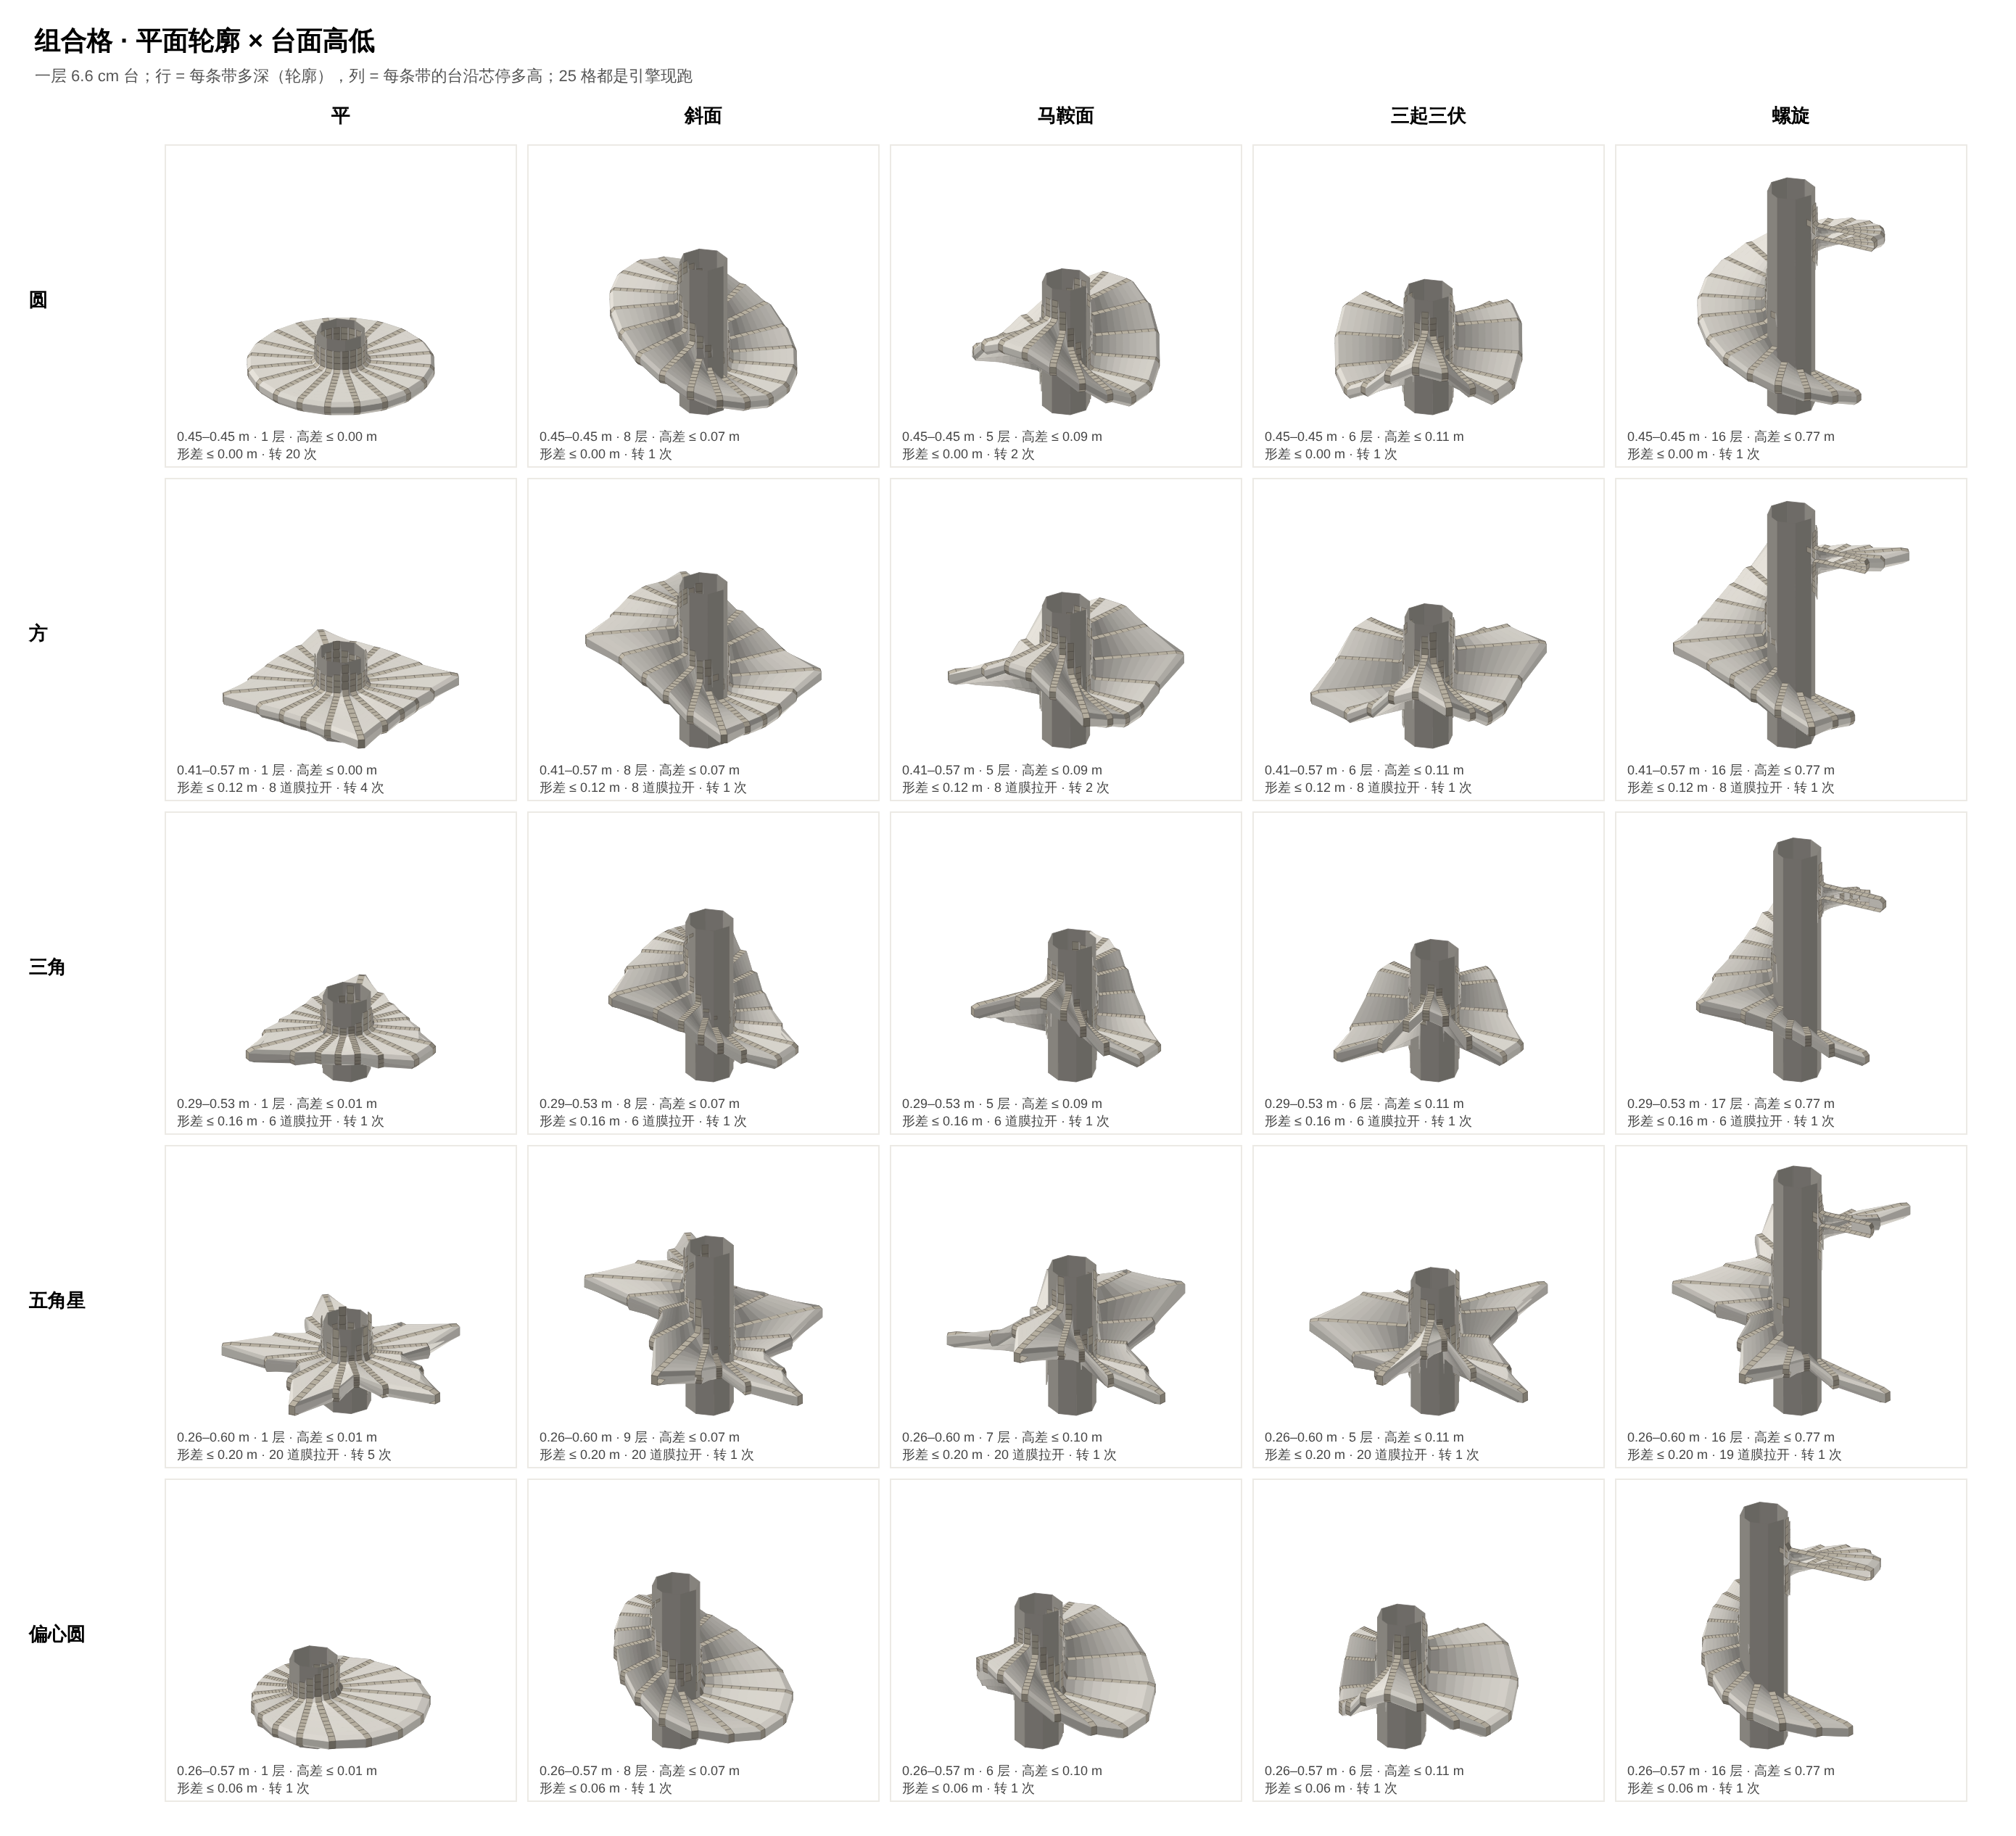 组合格 · 平面轮廓 × 台面高低
一层 6.6 cm 台；行 = 每条带多深（轮廓），列 = 每条带的台沿芯停多高；25 格都是引擎现跑
平
斜面
马鞍面
三起三伏
螺旋
圆
0.45–0.45 m · 1 层 · 高差 ≤ 0.00 m
形差 ≤ 0.00 m · 转 20 次
0.45–0.45 m · 8 层 · 高差 ≤ 0.07 m
形差 ≤ 0.00 m · 转 1 次
0.45–0.45 m · 5 层 · 高差 ≤ 0.09 m
形差 ≤ 0.00 m · 转 2 次
0.45–0.45 m · 6 层 · 高差 ≤ 0.11 m
形差 ≤ 0.00 m · 转 1 次
0.45–0.45 m · 16 层 · 高差 ≤ 0.77 m
形差 ≤ 0.00 m · 转 1 次
方
0.41–0.57 m · 1 层 · 高差 ≤ 0.00 m
形差 ≤ 0.12 m · 8 道膜拉开 · 转 4 次
0.41–0.57 m · 8 层 · 高差 ≤ 0.07 m
形差 ≤ 0.12 m · 8 道膜拉开 · 转 1 次
0.41–0.57 m · 5 层 · 高差 ≤ 0.09 m
形差 ≤ 0.12 m · 8 道膜拉开 · 转 2 次
0.41–0.57 m · 6 层 · 高差 ≤ 0.11 m
形差 ≤ 0.12 m · 8 道膜拉开 · 转 1 次
0.41–0.57 m · 16 层 · 高差 ≤ 0.77 m
形差 ≤ 0.12 m · 8 道膜拉开 · 转 1 次
三角
0.29–0.53 m · 1 层 · 高差 ≤ 0.01 m
形差 ≤ 0.16 m · 6 道膜拉开 · 转 1 次
0.29–0.53 m · 8 层 · 高差 ≤ 0.07 m
形差 ≤ 0.16 m · 6 道膜拉开 · 转 1 次
0.29–0.53 m · 5 层 · 高差 ≤ 0.09 m
形差 ≤ 0.16 m · 6 道膜拉开 · 转 1 次
0.29–0.53 m · 6 层 · 高差 ≤ 0.11 m
形差 ≤ 0.16 m · 6 道膜拉开 · 转 1 次
0.29–0.53 m · 17 层 · 高差 ≤ 0.77 m
形差 ≤ 0.16 m · 6 道膜拉开 · 转 1 次
五角星
0.26–0.60 m · 1 层 · 高差 ≤ 0.01 m
形差 ≤ 0.20 m · 20 道膜拉开 · 转 5 次
0.26–0.60 m · 9 层 · 高差 ≤ 0.07 m
形差 ≤ 0.20 m · 20 道膜拉开 · 转 1 次
0.26–0.60 m · 7 层 · 高差 ≤ 0.10 m
形差 ≤ 0.20 m · 20 道膜拉开 · 转 1 次
0.26–0.60 m · 5 层 · 高差 ≤ 0.11 m
形差 ≤ 0.20 m · 20 道膜拉开 · 转 1 次
0.26–0.60 m · 16 层 · 高差 ≤ 0.77 m
形差 ≤ 0.20 m · 19 道膜拉开 · 转 1 次
偏心圆
0.26–0.57 m · 1 层 · 高差 ≤ 0.01 m
形差 ≤ 0.06 m · 转 1 次
0.26–0.57 m · 8 层 · 高差 ≤ 0.07 m
形差 ≤ 0.06 m · 转 1 次
0.26–0.57 m · 6 层 · 高差 ≤ 0.10 m
形差 ≤ 0.06 m · 转 1 次
0.26–0.57 m · 6 层 · 高差 ≤ 0.11 m
形差 ≤ 0.06 m · 转 1 次
0.26–0.57 m · 16 层 · 高差 ≤ 0.77 m
形差 ≤ 0.06 m · 转 1 次